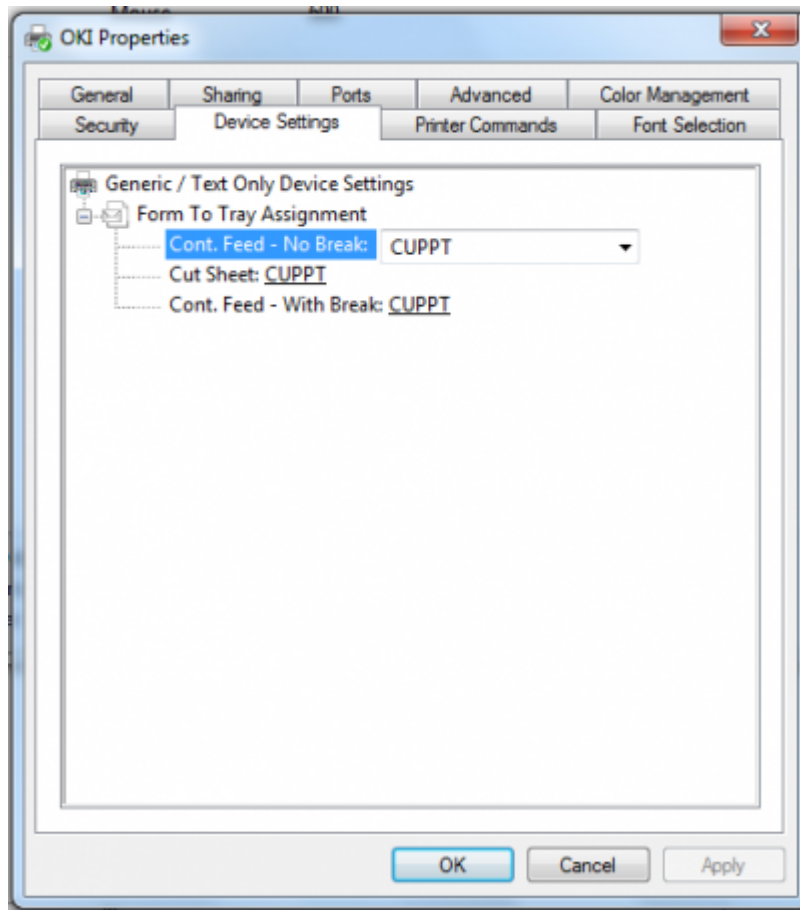 Mouse 600
OKI Properties
General Sharing Ports Advanced Color Management
Security Device Settings Printer Commands Font Selection
Generic / Text Only Device Settings
Form To Tray Assignment
Cont. Feed - No Break: CUPPT
Cut Sheet: CUPPT
Cont. Feed - With Break: CUPPT
OK Cancel Apply